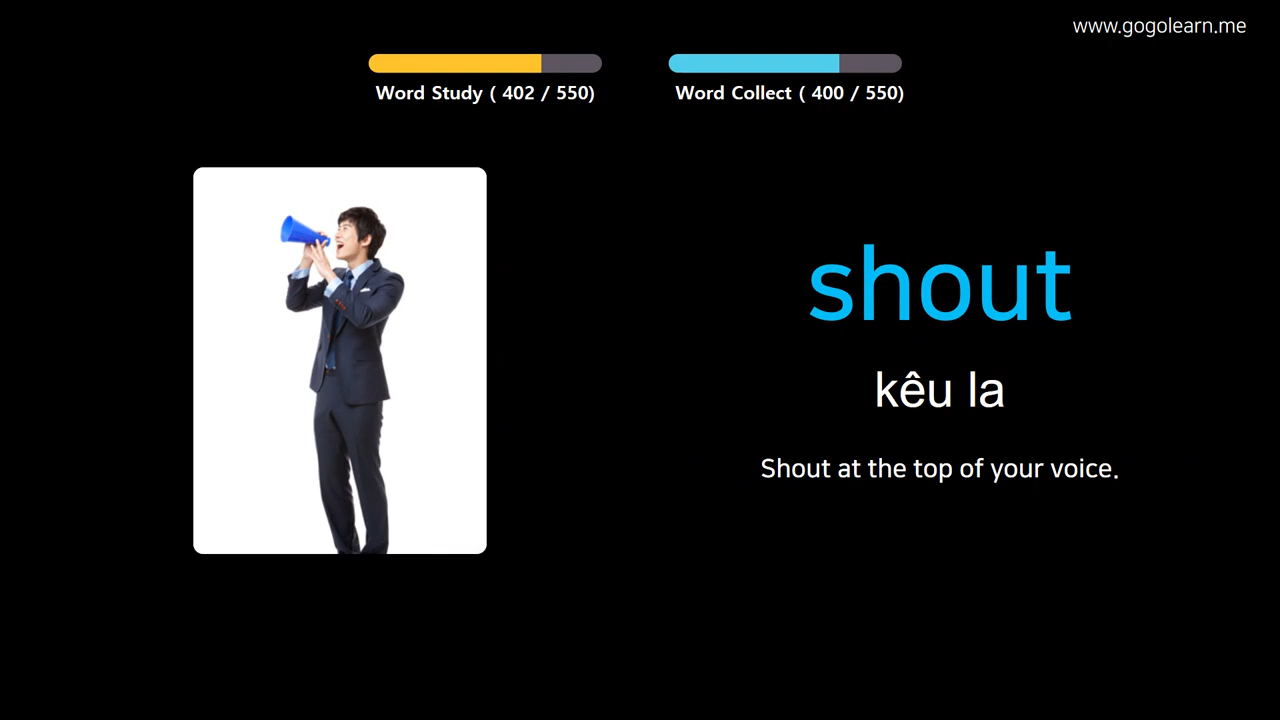 www.gogolearn.me
Word Study ( 402 / 550)
Word Collect ( 400 / 550)
shout
kêu la
Shout at the top of your voice.